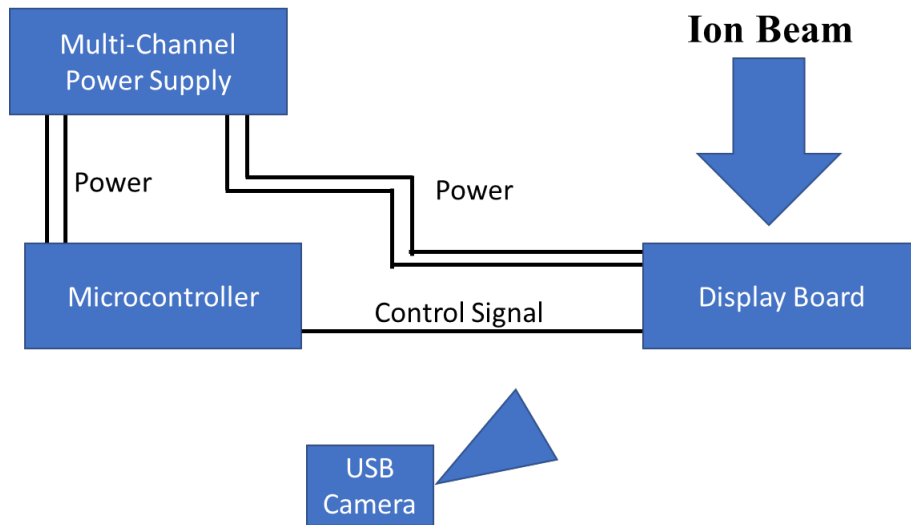 Multi-Channel
Power Supply
Ion Beam
Power
Power
Microcontroller
Display Board
Control Signal
USB
Camera